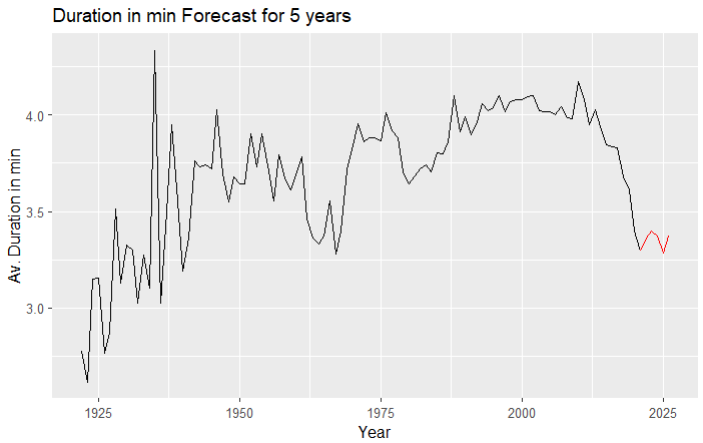 Duration in min Forecast for 5 years
Av. Duration in min
4.0
3.5
3.0
1925 1950 1975 2000 2025
Year